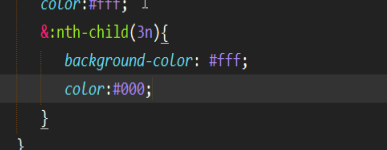 color:#fff;
&:nth-child(3n){
background-color: #fff;
color:#000;
}
}